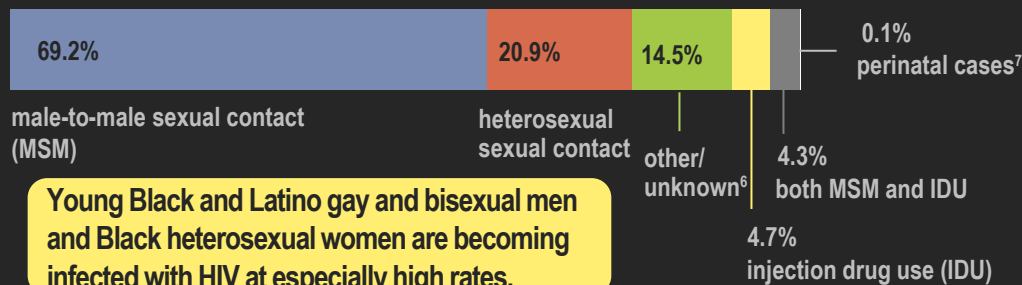 69.2%
20.9%
14.5%
0.1%
perinatal cases7
male-to-male sexual contact
(MSM)
heterosexual
sexual contact
other/
unknown6
4.3%
both MSM and IDU
4.7%
injection drug use (IDU)
Young Black and Latino gay and bisexual men
and Black heterosexual women are becoming
infected with HIV at especially high rates.